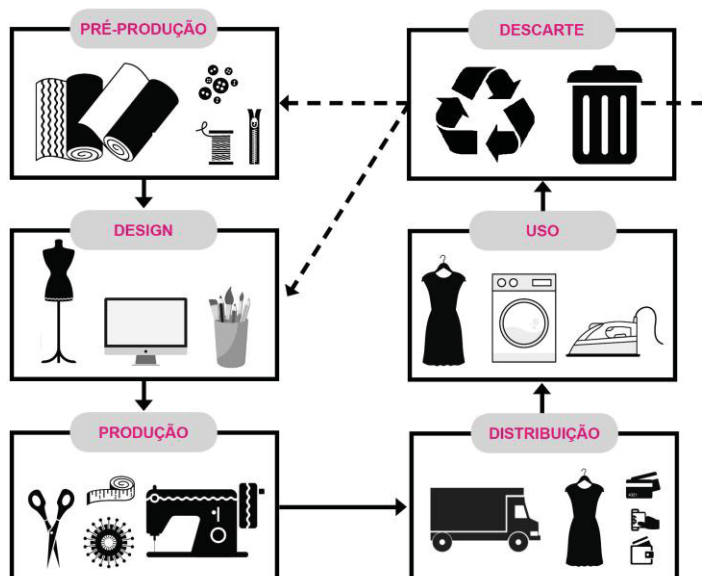 PRÉ-PRODUÇÃO
DESCARTE
DESIGN
USO
PRODUÇÃO
DISTRIBUIÇÃO